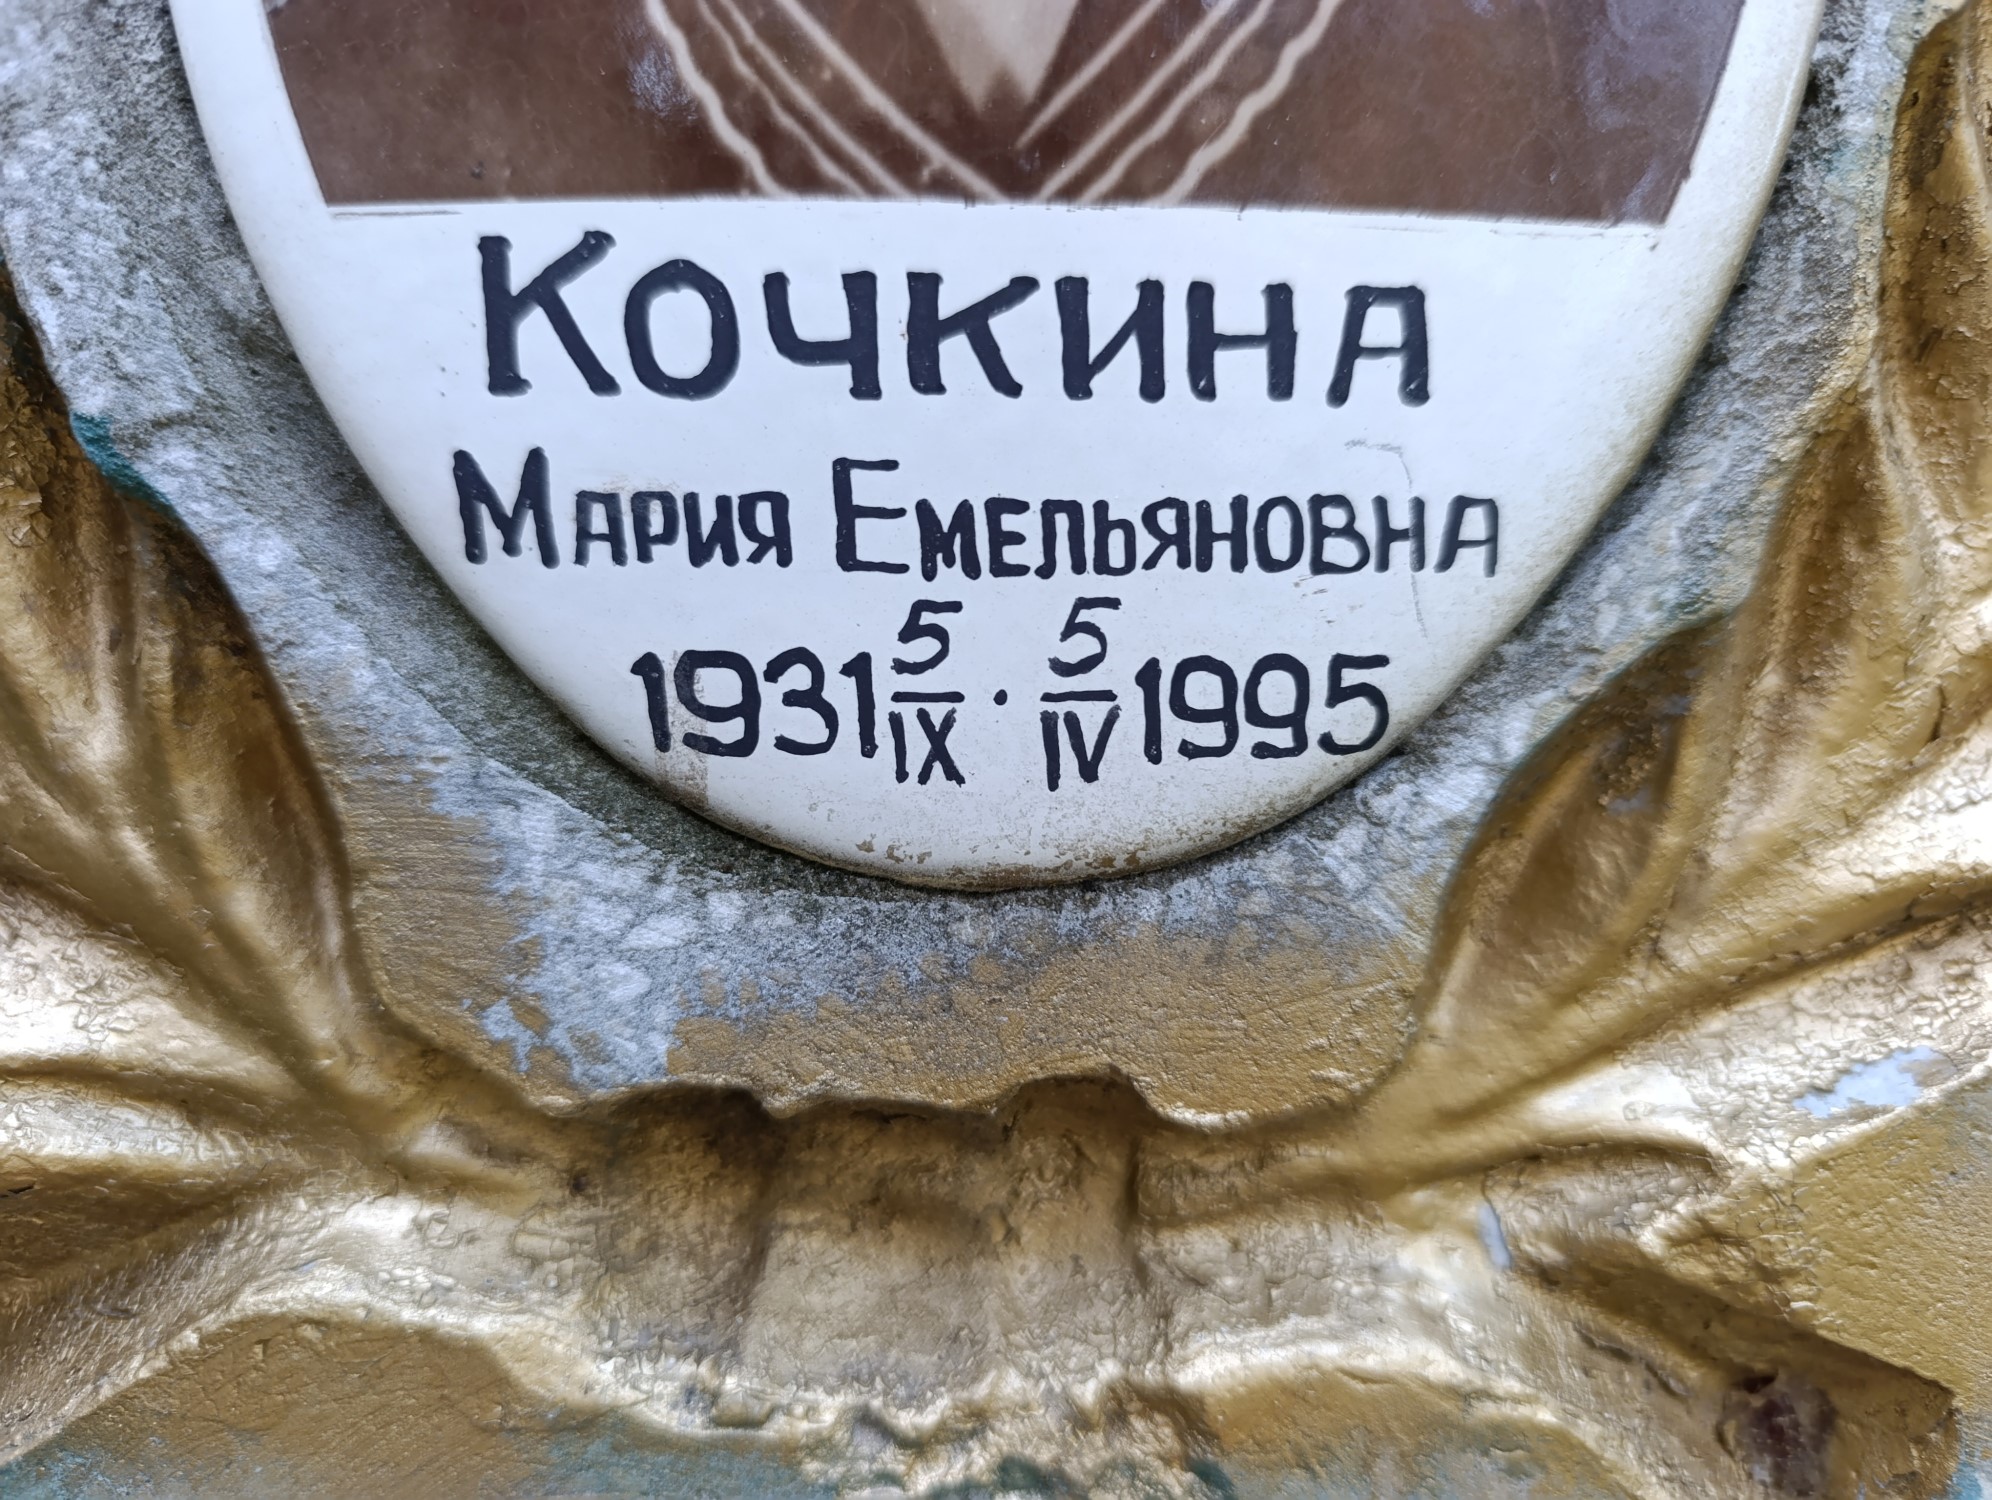 Кочкина
Мария Емельяновна
1931 5/IX · 5/IV 1995